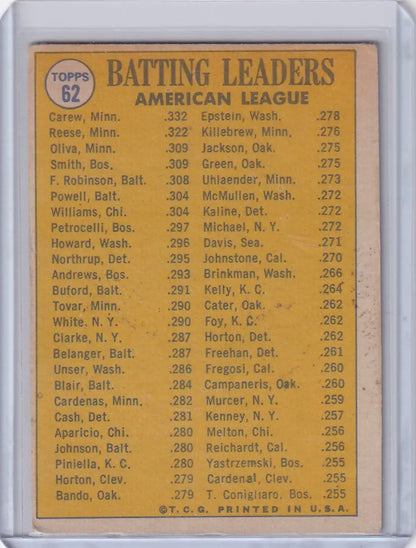 TOPPS
62
BATTING LEADERS
AMERICAN LEAGUE
Carew, Minn. .332 Epstein, Wash. .278
Reese, Minn. .322 Killebrew, Minn. .276
Oliva, Minn. .309 Jackson, Oak. .275
Smith, Bos. .309 Green, Oak. .275
F. Robinson, Balt. .308 Uhlaender, Minn. .273
Powell, Balt. .304 McMullen, Wash. .272
Williams, Chi. .304 Kaline, Det. .272
Petrocelli, Bos. .297 Michael, N. Y. .272
Howard, Wash. .296 Davis, Sea. .271
Northrup, Det. .295 Johnstone, Cal. .270
Andrews, Bos. .293 Brinkman, Wash. .266
Buford, Balt. .291 Kelly, K. C. .264
Tovar, Minn. .290 Cater, Oak. .262
White, N. Y. .290 Foy, K. C. .262
Clarke, N. Y. .287 Horton, Det. .262
Belanger, Balt. .287 Freehan, Det. .261
Unser, Wash. .286 Fregosi, Cal. .260
Blair, Balt. .284 Campaneris, Oak. .260
Cardenas, Minn. .282 Murcer, N. Y. .259
Cash, Det. .281 Kenney, N. Y. .257
Aparicio, Chi. .280 Melton, Chi. .256
Johnson, Balt. .280 Reichardt, Cal. .256
Piniella, K. C. .280 Yastrzemski, Bos. .255
Horton, Clev. .279 Cardenal, Clev. .255
Bando, Oak. .279 T. Conigliaro, Bos. .255
© T. C. G. PRINTED IN U. S. A.